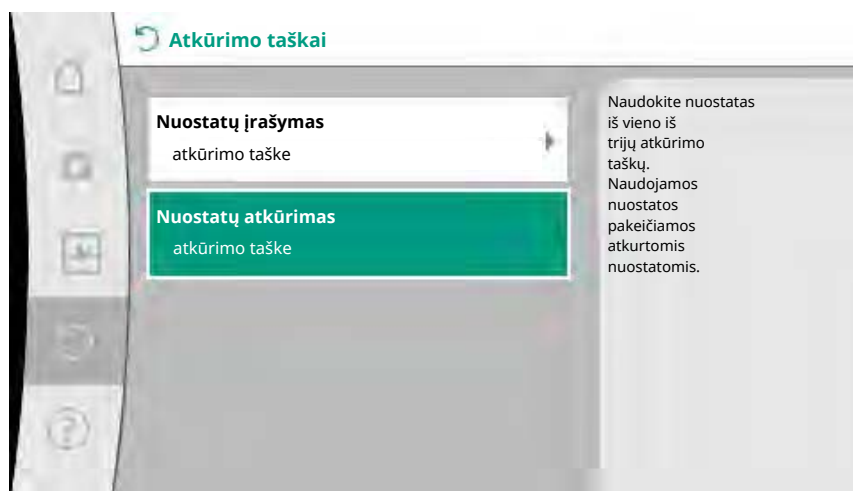 Atkūrimo taškai
Nuostatų įrašymas
atkūrimo taške
Nuostatų atkūrimas
atkūrimo taške
Naudokite nuostatas
iš vieno iš
trijų atkūrimo
taškų.
Naudojamos
nuostatos
pakeičiamos
atkurtomis
nuostatomis.